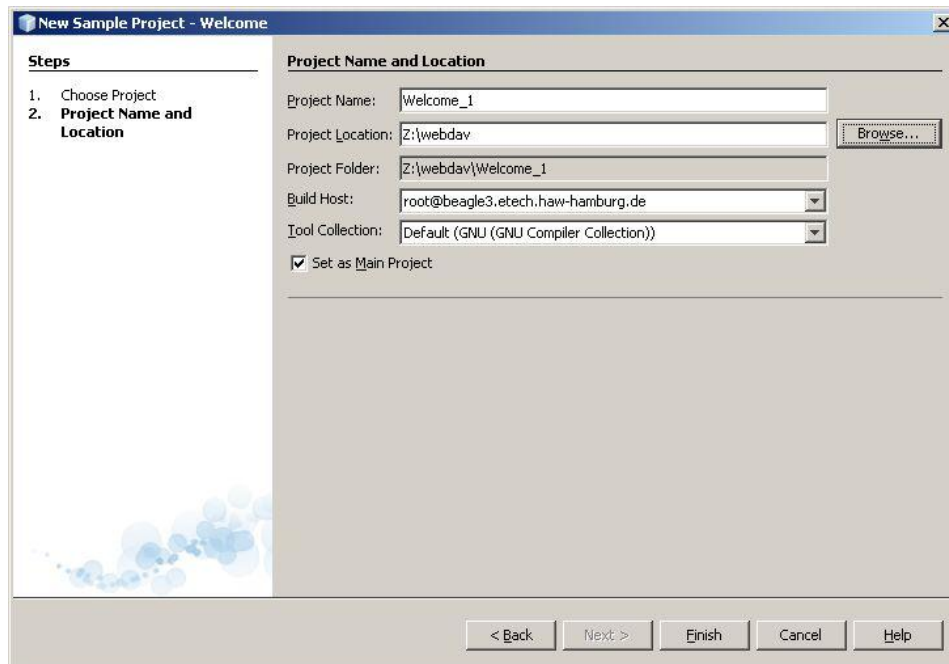 New Sample Project - Welcome
Steps
1. Choose Project
2. Project Name and
Location
Project Name and Location
Project Name: Welcome_1
Project Location: Z:\webdav Browse...
Project Folder: Z:\webdav\Welcome_1
Build Host: root@beagle3.etech.haw-hamburg.de
Tool Collection: Default (GNU (GNU Compiler Collection))
Set as Main Project
< Back Next > Finish Cancel Help